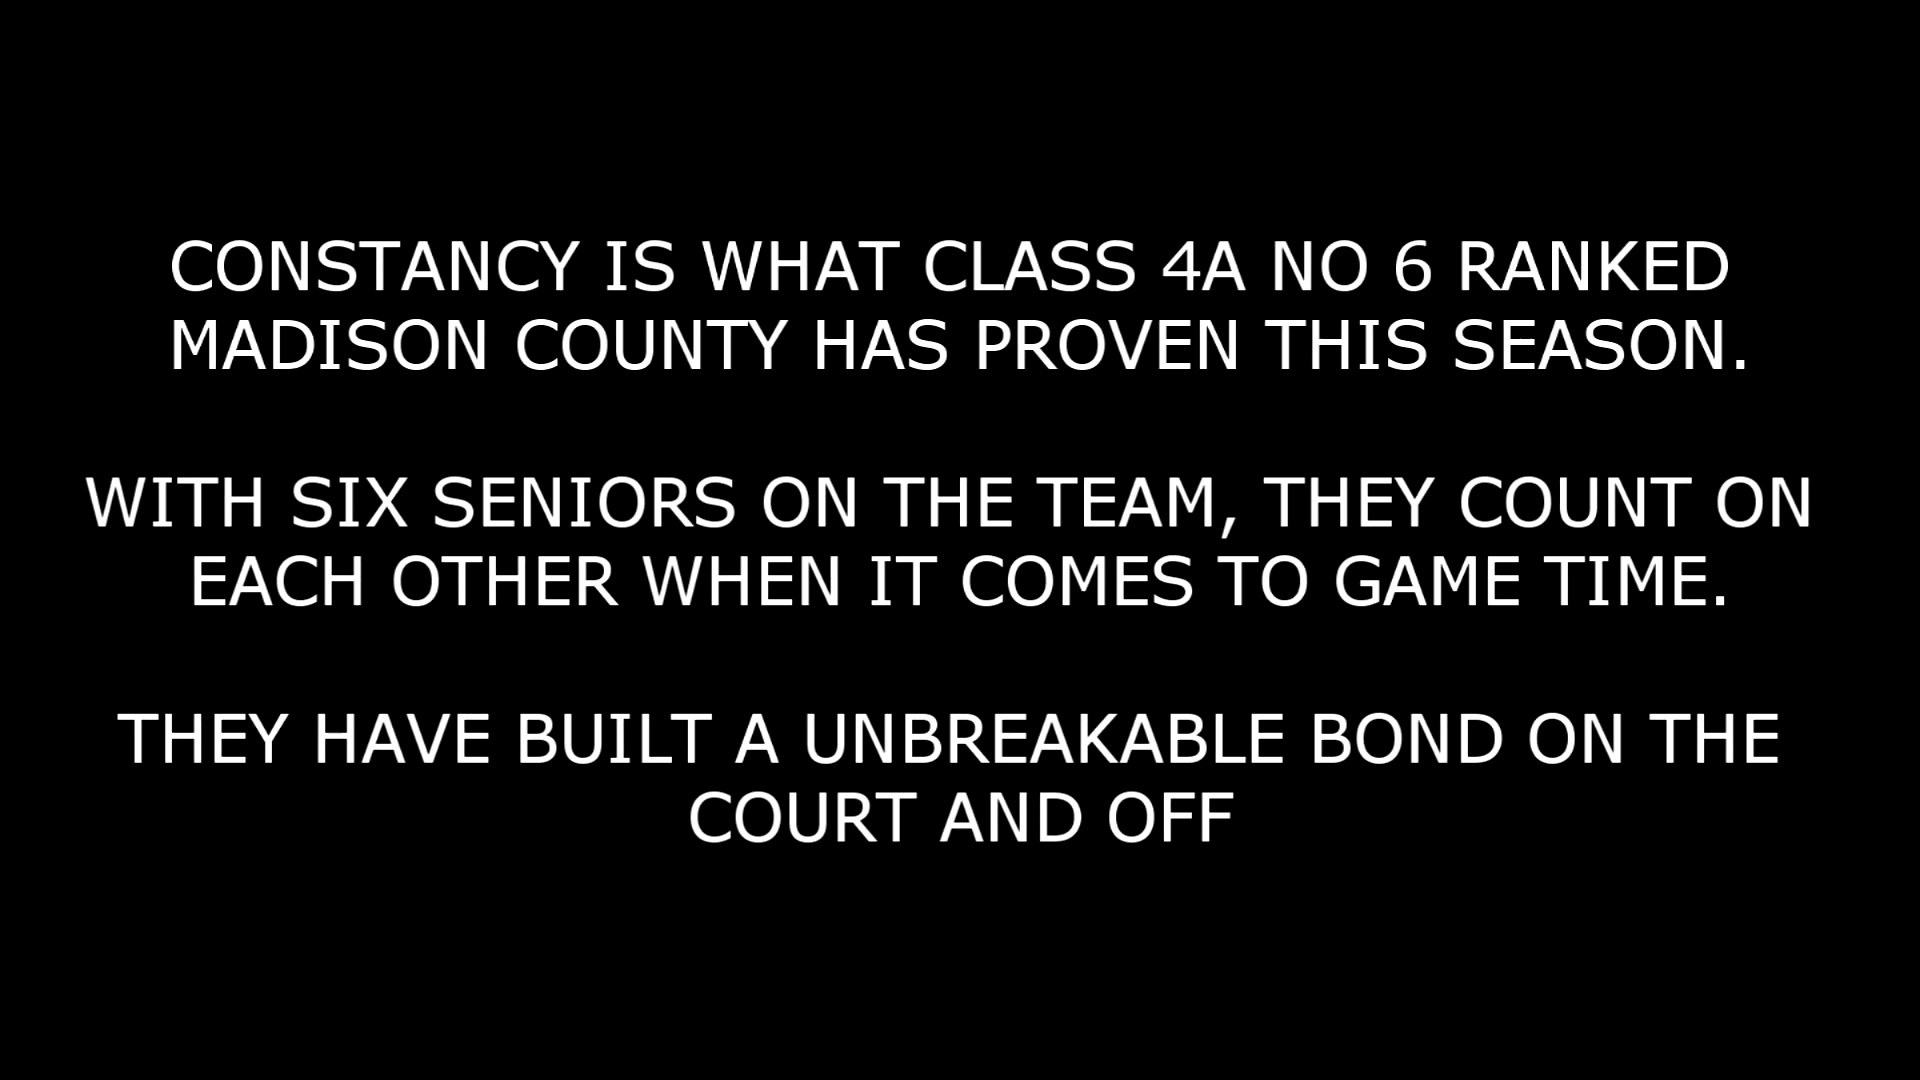 CONSTANCY IS WHAT CLASS 4A NO 6 RANKED
MADISON COUNTY HAS PROVEN THIS SEASON.
WITH SIX SENIORS ON THE TEAM, THEY COUNT ON
EACH OTHER WHEN IT COMES TO GAME TIME.
THEY HAVE BUILT A UNBREAKABLE BOND ON THE
COURT AND OFF